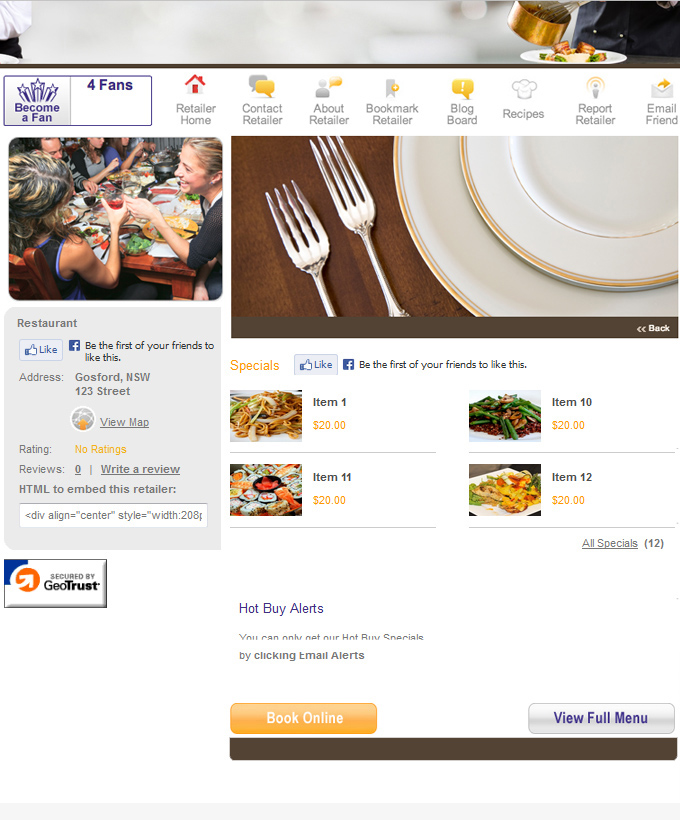 Become
a Fan
4 Fans
Retailer
Home
Contact
Retailer
About
Retailer
Bookmark
Retailer
Blog
Board
Recipes
Report
Retailer
Email
Friend
« Back
Restaurant
Like
Be the first of your friends to
like this.
Address: Gosford, NSW
123 Street
View Map
Rating: No Ratings
Reviews: 0 | Write a review
HTML to embed this retailer:
<div align="center" style="width:208p
SECURED BY
GeoTrust
Specials
Like
Be the first of your friends to like this.
Item 1
$20.00
Item 10
$20.00
Item 11
$20.00
Item 12
$20.00
All Specials (12)
Hot Buy Alerts
You can only get our Hot Buy Specials
by clicking Email Alerts
Book Online
View Full Menu